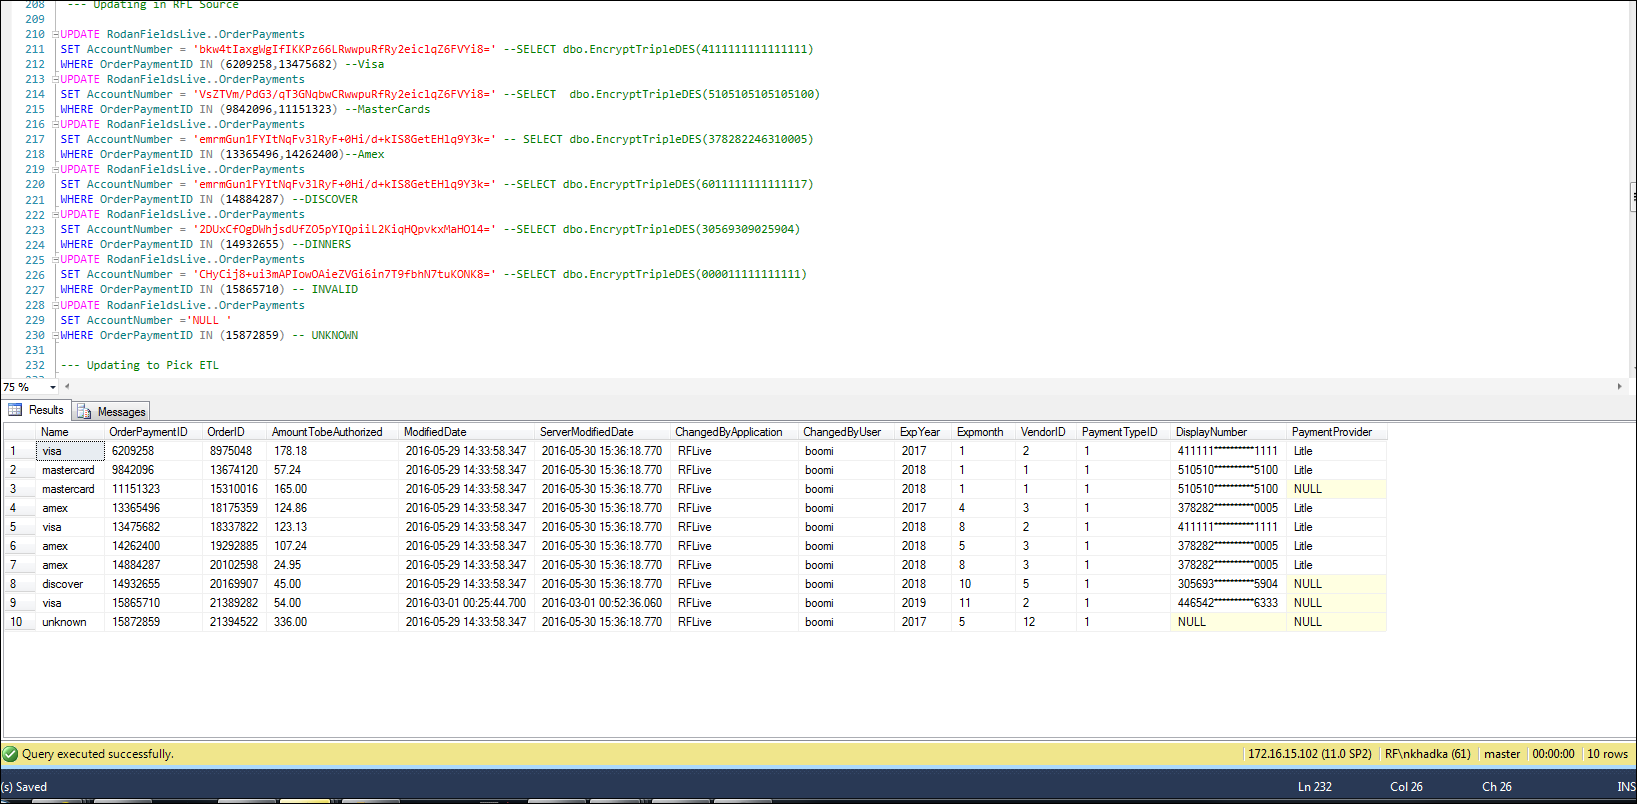 208 --- Updating in RFL Source
209
210 UPDATE RodanFieldsLive..OrderPayments
211 SET AccountNumber = 'bkw4tIaxgWgIfIKKPz66LRwwpuRfRy2eiclqZ6FVYi8=' --SELECT dbo.EncryptTripleDES(4111111111111111)
212 WHERE OrderPaymentID IN (6209258,13475682) --Visa
213 UPDATE RodanFieldsLive..OrderPayments
214 SET AccountNumber = 'VsZTVm/PdG3/qT3GNqbwCRwwpuRfRy2eiclqZ6FVYi8=' --SELECT  dbo.EncryptTripleDES(5105105105105100)
215 WHERE OrderPaymentID IN (9842096,11151323) --MasterCards
216 UPDATE RodanFieldsLive..OrderPayments
217 SET AccountNumber = 'emrmGun1FYItNqFv3lRyF+0Hi/d+kIS8GetEHlq9Y3k=' -- SELECT dbo.EncryptTripleDES(378282246310005)
218 WHERE OrderPaymentID IN (13365496,14262400)--Amex
219 UPDATE RodanFieldsLive..OrderPayments
220 SET AccountNumber = 'emrmGun1FYItNqFv3lRyF+0Hi/d+kIS8GetEHlq9Y3k=' --SELECT dbo.EncryptTripleDES(6011111111111117)
221 WHERE OrderPaymentID IN (14884287) --DISCOVER
222 UPDATE RodanFieldsLive..OrderPayments
223 SET AccountNumber = '2DUxCfOgDWhjsdUfZO5pYIQpiiL2KiqHQpvkxMaHO14=' --SELECT dbo.EncryptTripleDES(30569309025904)
224 WHERE OrderPaymentID IN (14932655) --DINNERS
225 UPDATE RodanFieldsLive..OrderPayments
226 SET AccountNumber = 'CHyCij8+ui3mAPIowOAieZVGi6in7T9fbhN7tuKONK8=' --SELECT dbo.EncryptTripleDES(000011111111111)
227 WHERE OrderPaymentID IN (15865710) -- INVALID
228 UPDATE RodanFieldsLive..OrderPayments
229 SET AccountNumber ='NULL '
230 WHERE OrderPaymentID IN (15872859) -- UNKNOWN
231
232 --- Updating to Pick ETL
75 %
Results Messages
Name OrderPaymentID OrderID AmountTobeAuthorized ModifiedDate ServerModifiedDate ChangedByApplication ChangedByUser ExpYear Expmonth VendorID PaymentTypeID DisplayNumber PaymentProvider
1 visa 6209258 8975048 178.18 2016-05-29 14:33:58.347 2016-05-30 15:36:18.770 RFLive boomi 2017 1 2 1 411111**********1111 Litle
2 mastercard 9842096 13674120 57.24 2016-05-29 14:33:58.347 2016-05-30 15:36:18.770 RFLive boomi 2018 1 1 1 510510**********5100 Litle
3 mastercard 11151323 15310016 165.00 2016-05-29 14:33:58.347 2016-05-30 15:36:18.770 RFLive boomi 2018 1 1 1 510510**********5100 NULL
4 amex 13365496 18175359 124.86 2016-05-29 14:33:58.347 2016-05-30 15:36:18.770 RFLive boomi 2017 4 3 1 378282**********0005 Litle
5 visa 13475682 18337822 123.13 2016-05-29 14:33:58.347 2016-05-30 15:36:18.770 RFLive boomi 2018 8 2 1 411111**********1111 Litle
6 amex 14262400 19292885 107.24 2016-05-29 14:33:58.347 2016-05-30 15:36:18.770 RFLive boomi 2018 5 3 1 378282**********0005 Litle
7 amex 14884287 20102598 24.95 2016-05-29 14:33:58.347 2016-05-30 15:36:18.770 RFLive boomi 2018 8 3 1 378282**********0005 Litle
8 discover 14932655 20169907 45.00 2016-05-29 14:33:58.347 2016-05-30 15:36:18.770 RFLive boomi 2018 10 5 1 305693**********5904 NULL
9 visa 15865710 21389282 54.00 2016-03-01 00:25:44.700 2016-03-01 00:52:36.060 RFLive boomi 2019 11 2 1 446542**********6333 NULL
10 unknown 15872859 21394522 336.00 2016-05-29 14:33:58.347 2016-05-30 15:36:18.770 RFLive boomi 2017 5 12 1 NULL NULL
Query executed successfully. 172.16.15.102 (11.0 SP2) RF\nkhadka (61) master 00:00:00 10 rows
(s) Saved Ln 232 Col 26 Ch 26 INS